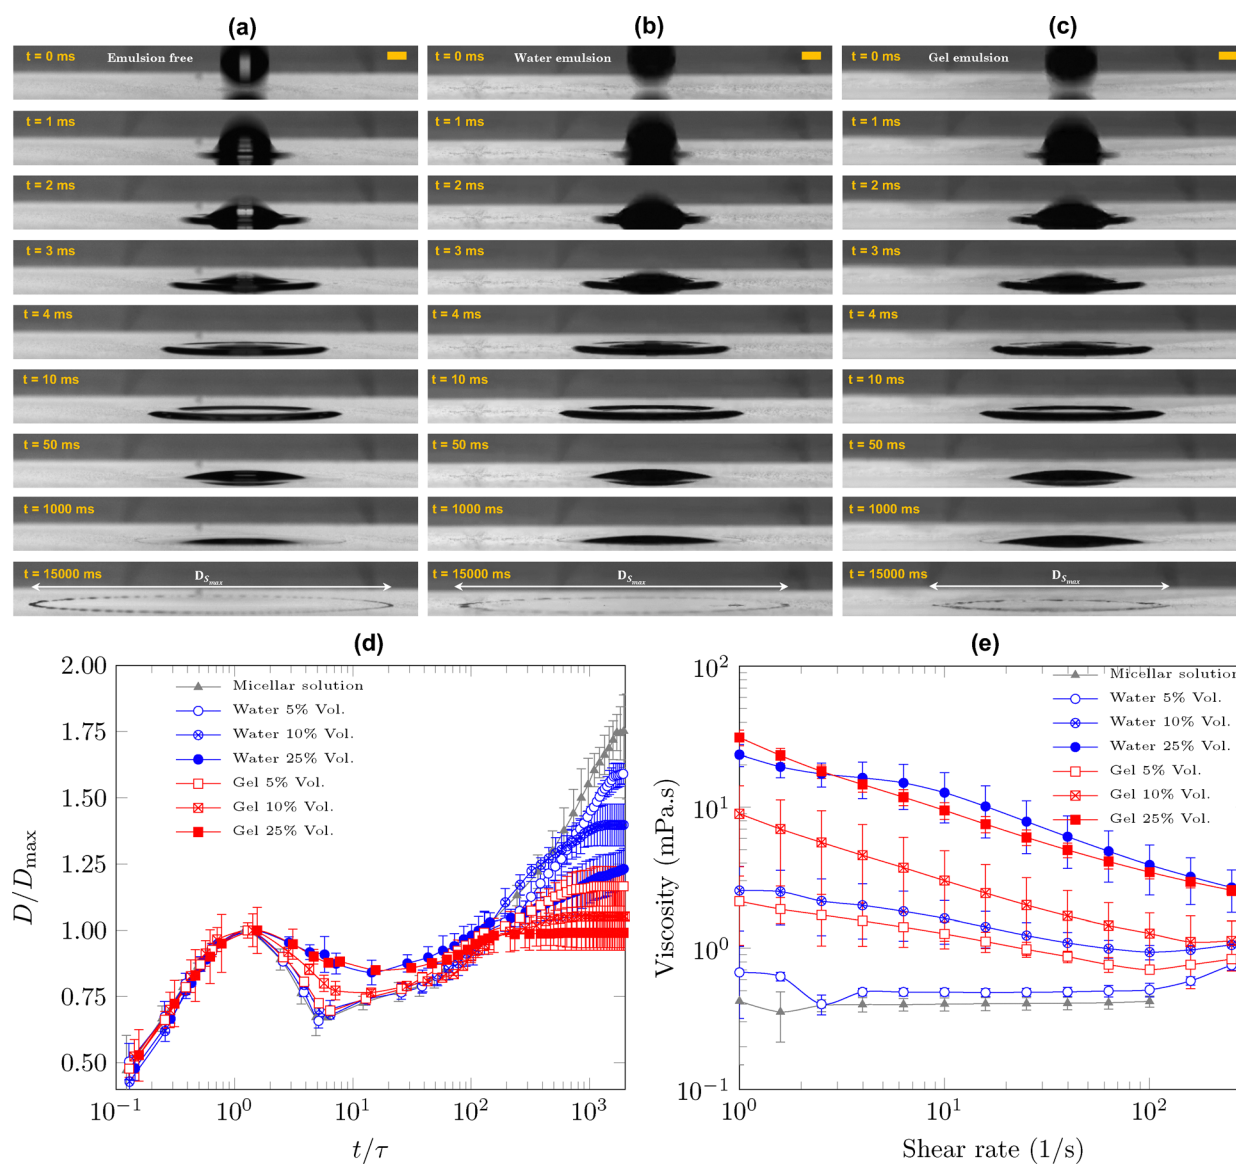 (a)
(b)
(c)
t = 0 ms
Emulsion free
t = 0 ms
Water emulsion
t = 0 ms
Gel emulsion
t = 1 ms
t = 1 ms
t = 1 ms
t = 2 ms
t = 2 ms
t = 2 ms
t = 3 ms
t = 3 ms
t = 3 ms
t = 4 ms
t = 4 ms
t = 4 ms
t = 10 ms
t = 10 ms
t = 10 ms
t = 50 ms
t = 50 ms
t = 50 ms
t = 1000 ms
t = 1000 ms
t = 1000 ms
t = 15000 ms
D_{S_{max}}
t = 15000 ms
D_{S_{max}}
t = 15000 ms
D_{S_{max}}
(d)
2.00
1.75
1.50
1.25
1.00
0.75
0.50
D/D_{max}
Micellar solution
Water 5% Vol.
Water 10% Vol.
Water 25% Vol.
Gel 5% Vol.
Gel 10% Vol.
Gel 25% Vol.
10^{-1}
10^{0}
10^{1}
10^{2}
10^{3}
t/τ
(e)
10^{2}
10^{1}
10^{0}
10^{-1}
Viscosity (mPa.s)
Micellar solution
Water 5% Vol.
Water 10% Vol.
Water 25% Vol.
Gel 5% Vol.
Gel 10% Vol.
Gel 25% Vol.
10^{0}
10^{1}
10^{2}
Shear rate (1/s)